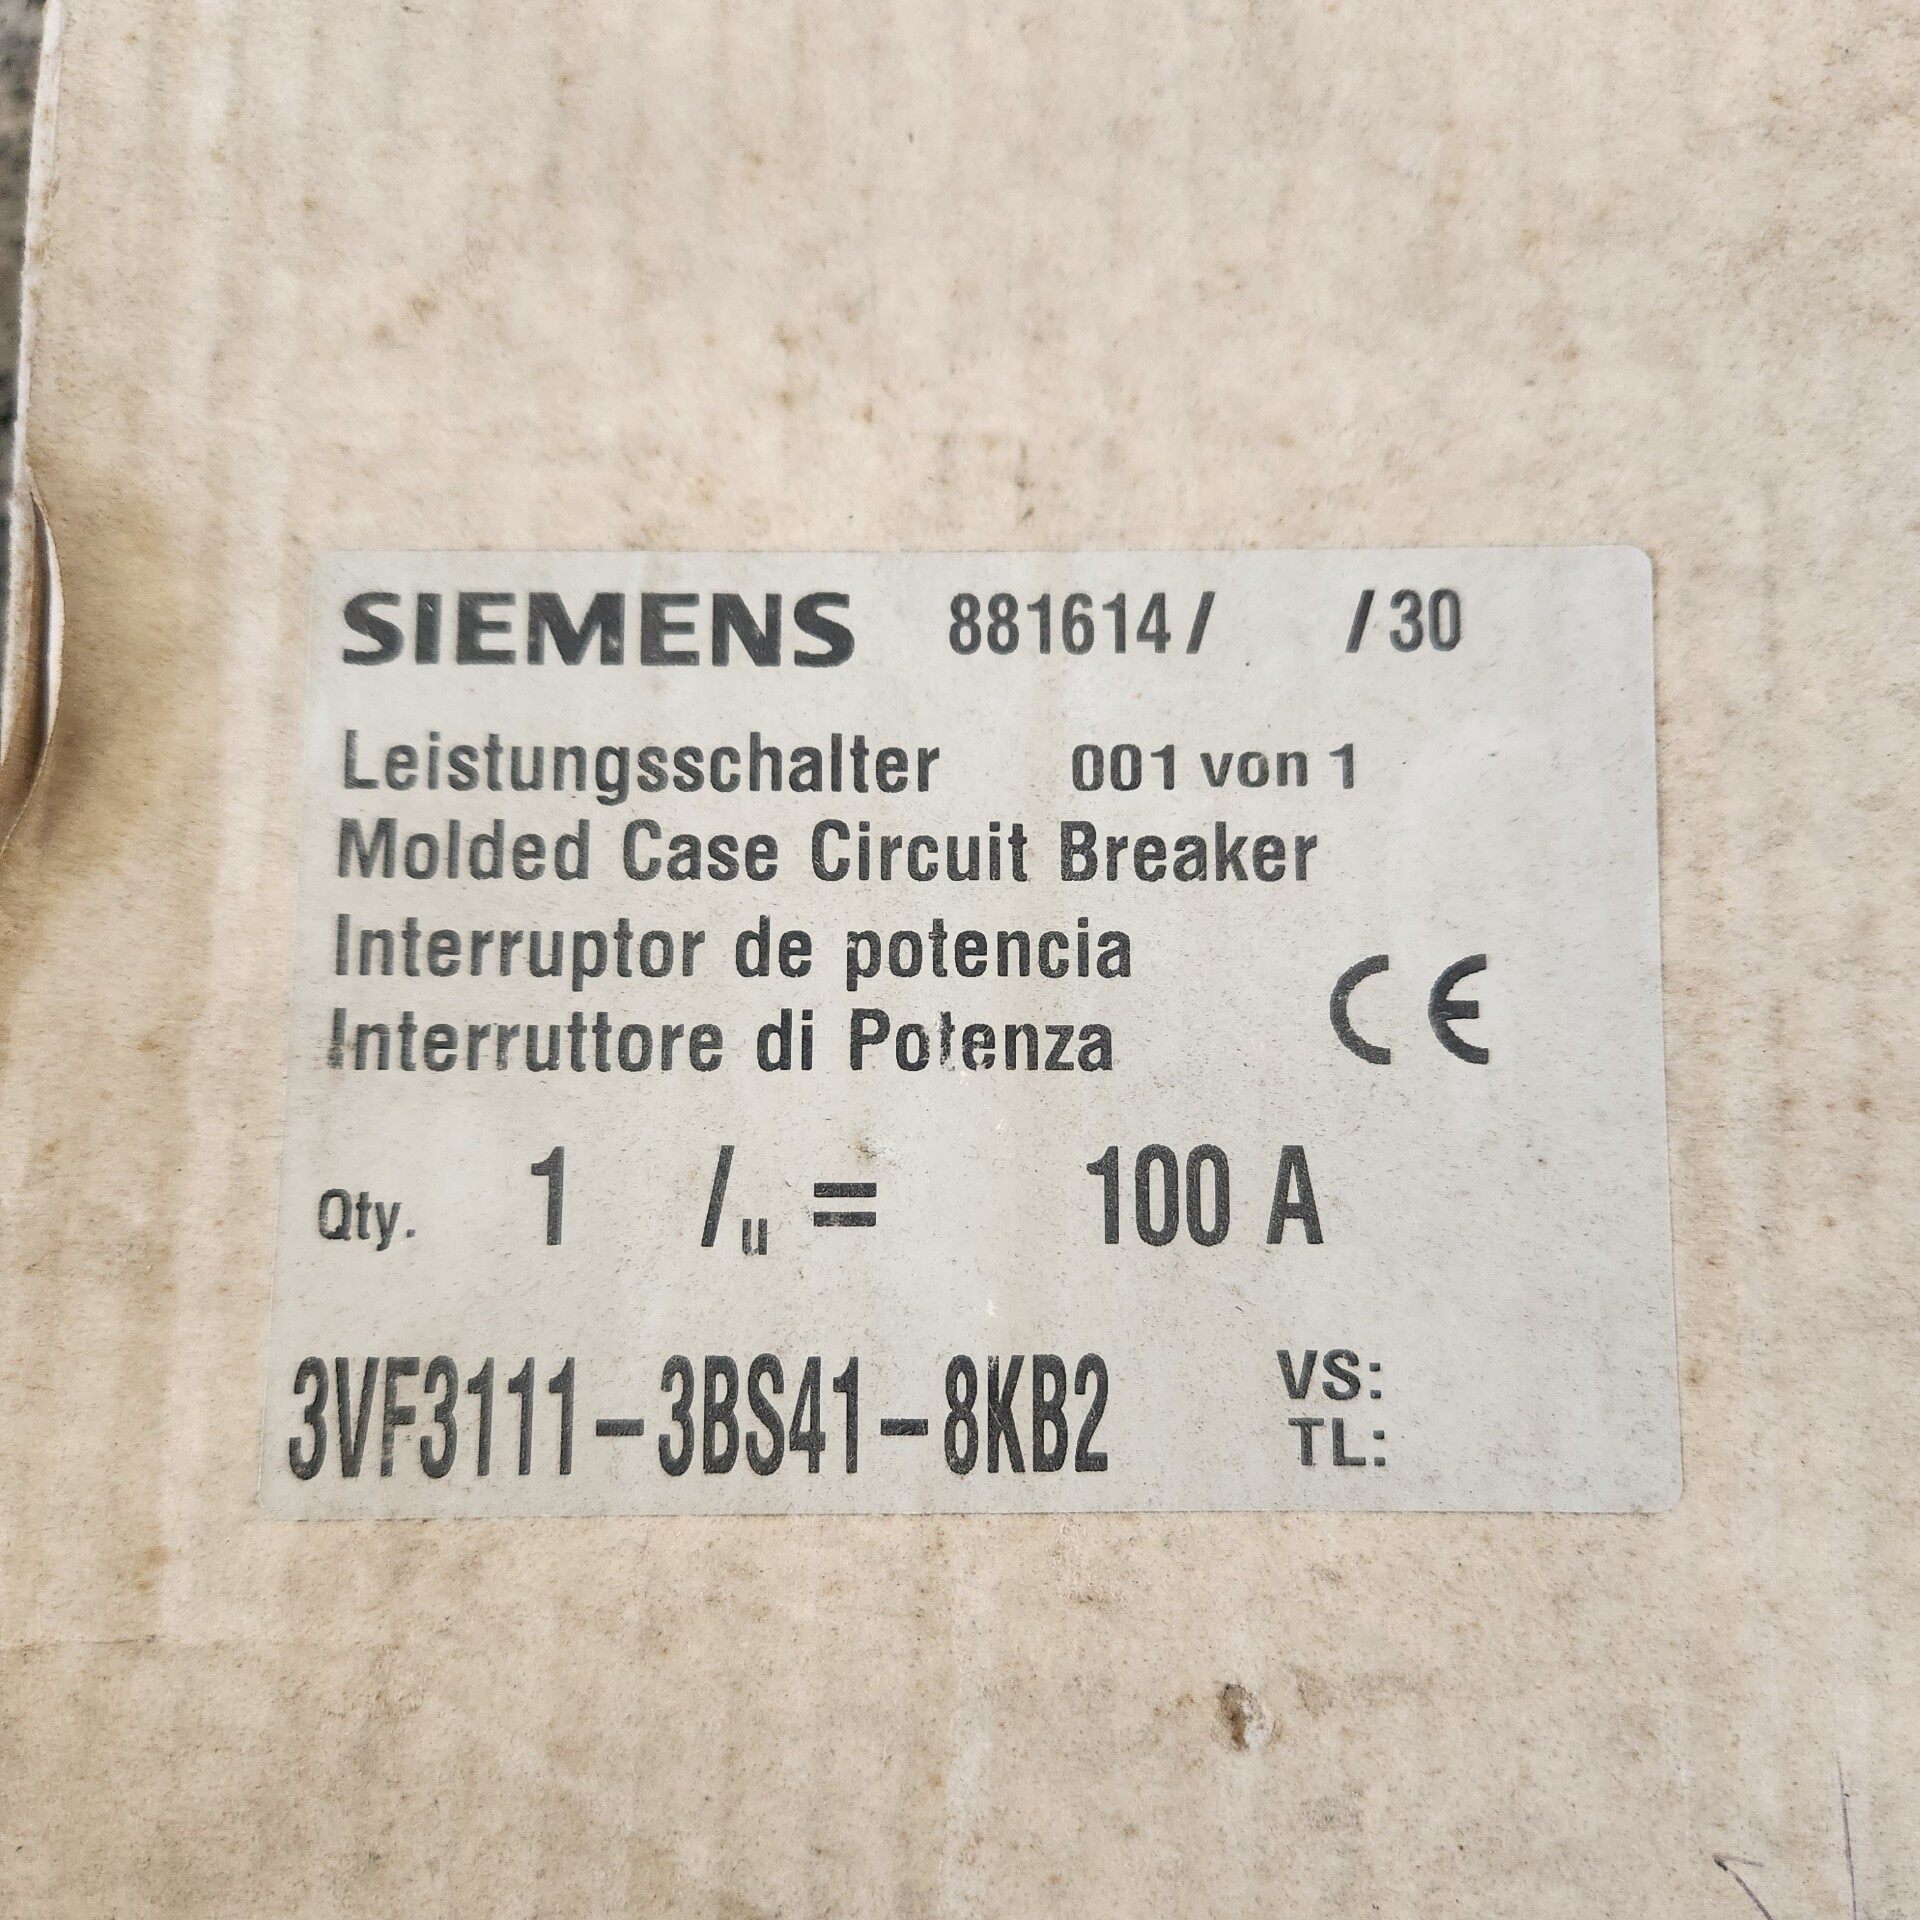 SIEMENS 881614/ /30
Leistungsschalter 001 von 1
Molded Case Circuit Breaker
Interruptor de potencia
Interruttore di Potenza
CE
Qty. 1 Iu = 100 A
3VF3111-3BS41-8KB2
VS:
TL: